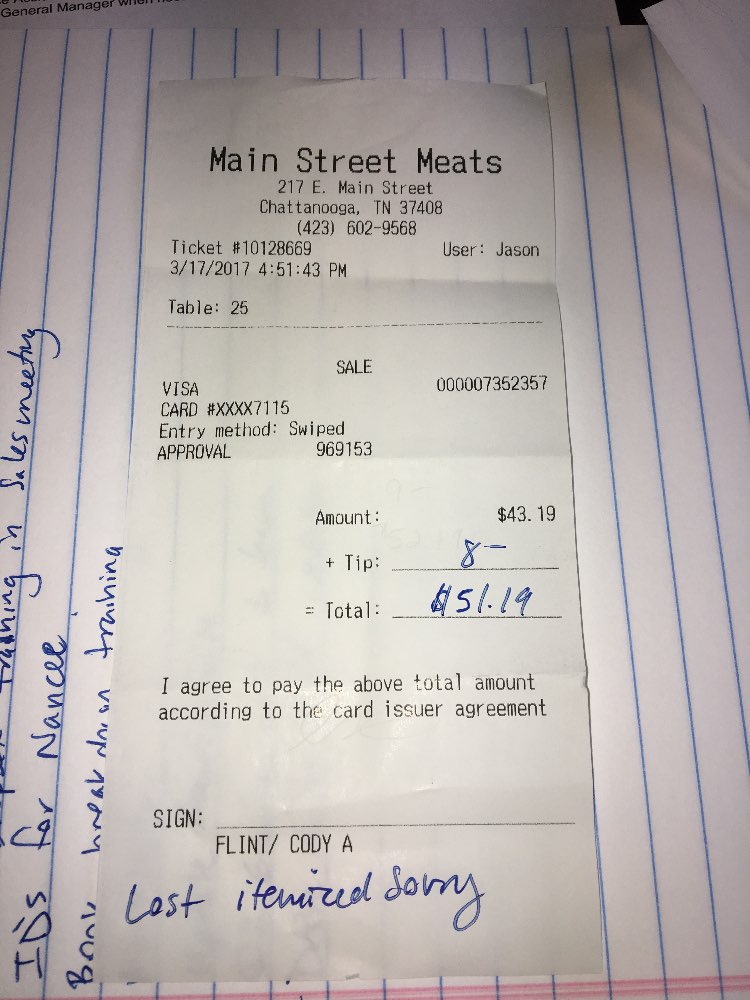 General Manager when
Main Street Meats
217 E. Main Street
Chattanooga, TN 37408
(423) 602-9568
Ticket #10128669 User: Jason
3/17/2017 4:51:43 PM
Table: 25
SALE
VISA 000007352357
CARD #XXXX7115
Entry method: Swiped
APPROVAL 969153
Amount: $43.19
+ Tip: 8—
= Total: $51.19
I agree to pay the above total amount
according to the card issuer agreement
SIGN:
FLINT/ CODY A
Lost itemized Sorry
training in Sales meeting
IDs for Nancee
Book break down training